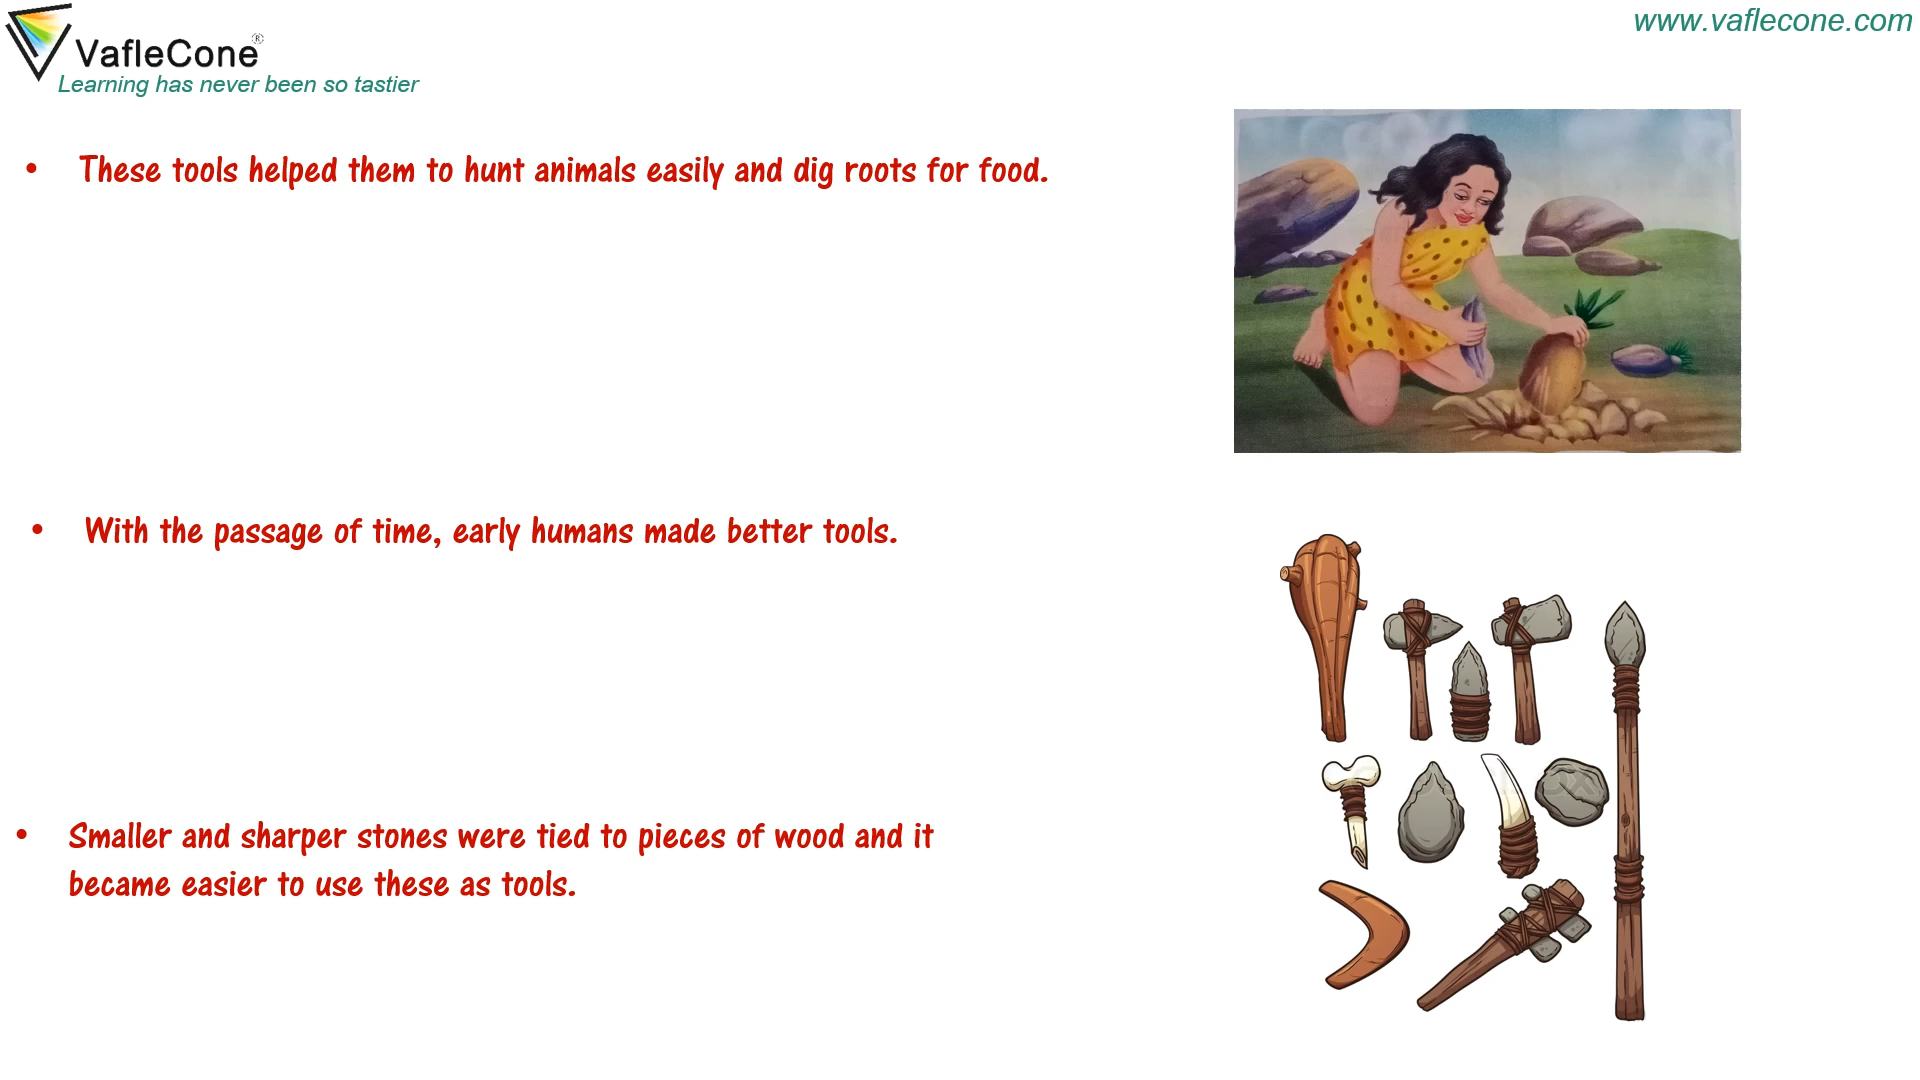 VafleCone®
Learning has never been so tastier
www.vaflecone.com
• These tools helped them to hunt animals easily and dig roots for food.
• With the passage of time, early humans made better tools.
• Smaller and sharper stones were tied to pieces of wood and it
became easier to use these as tools.